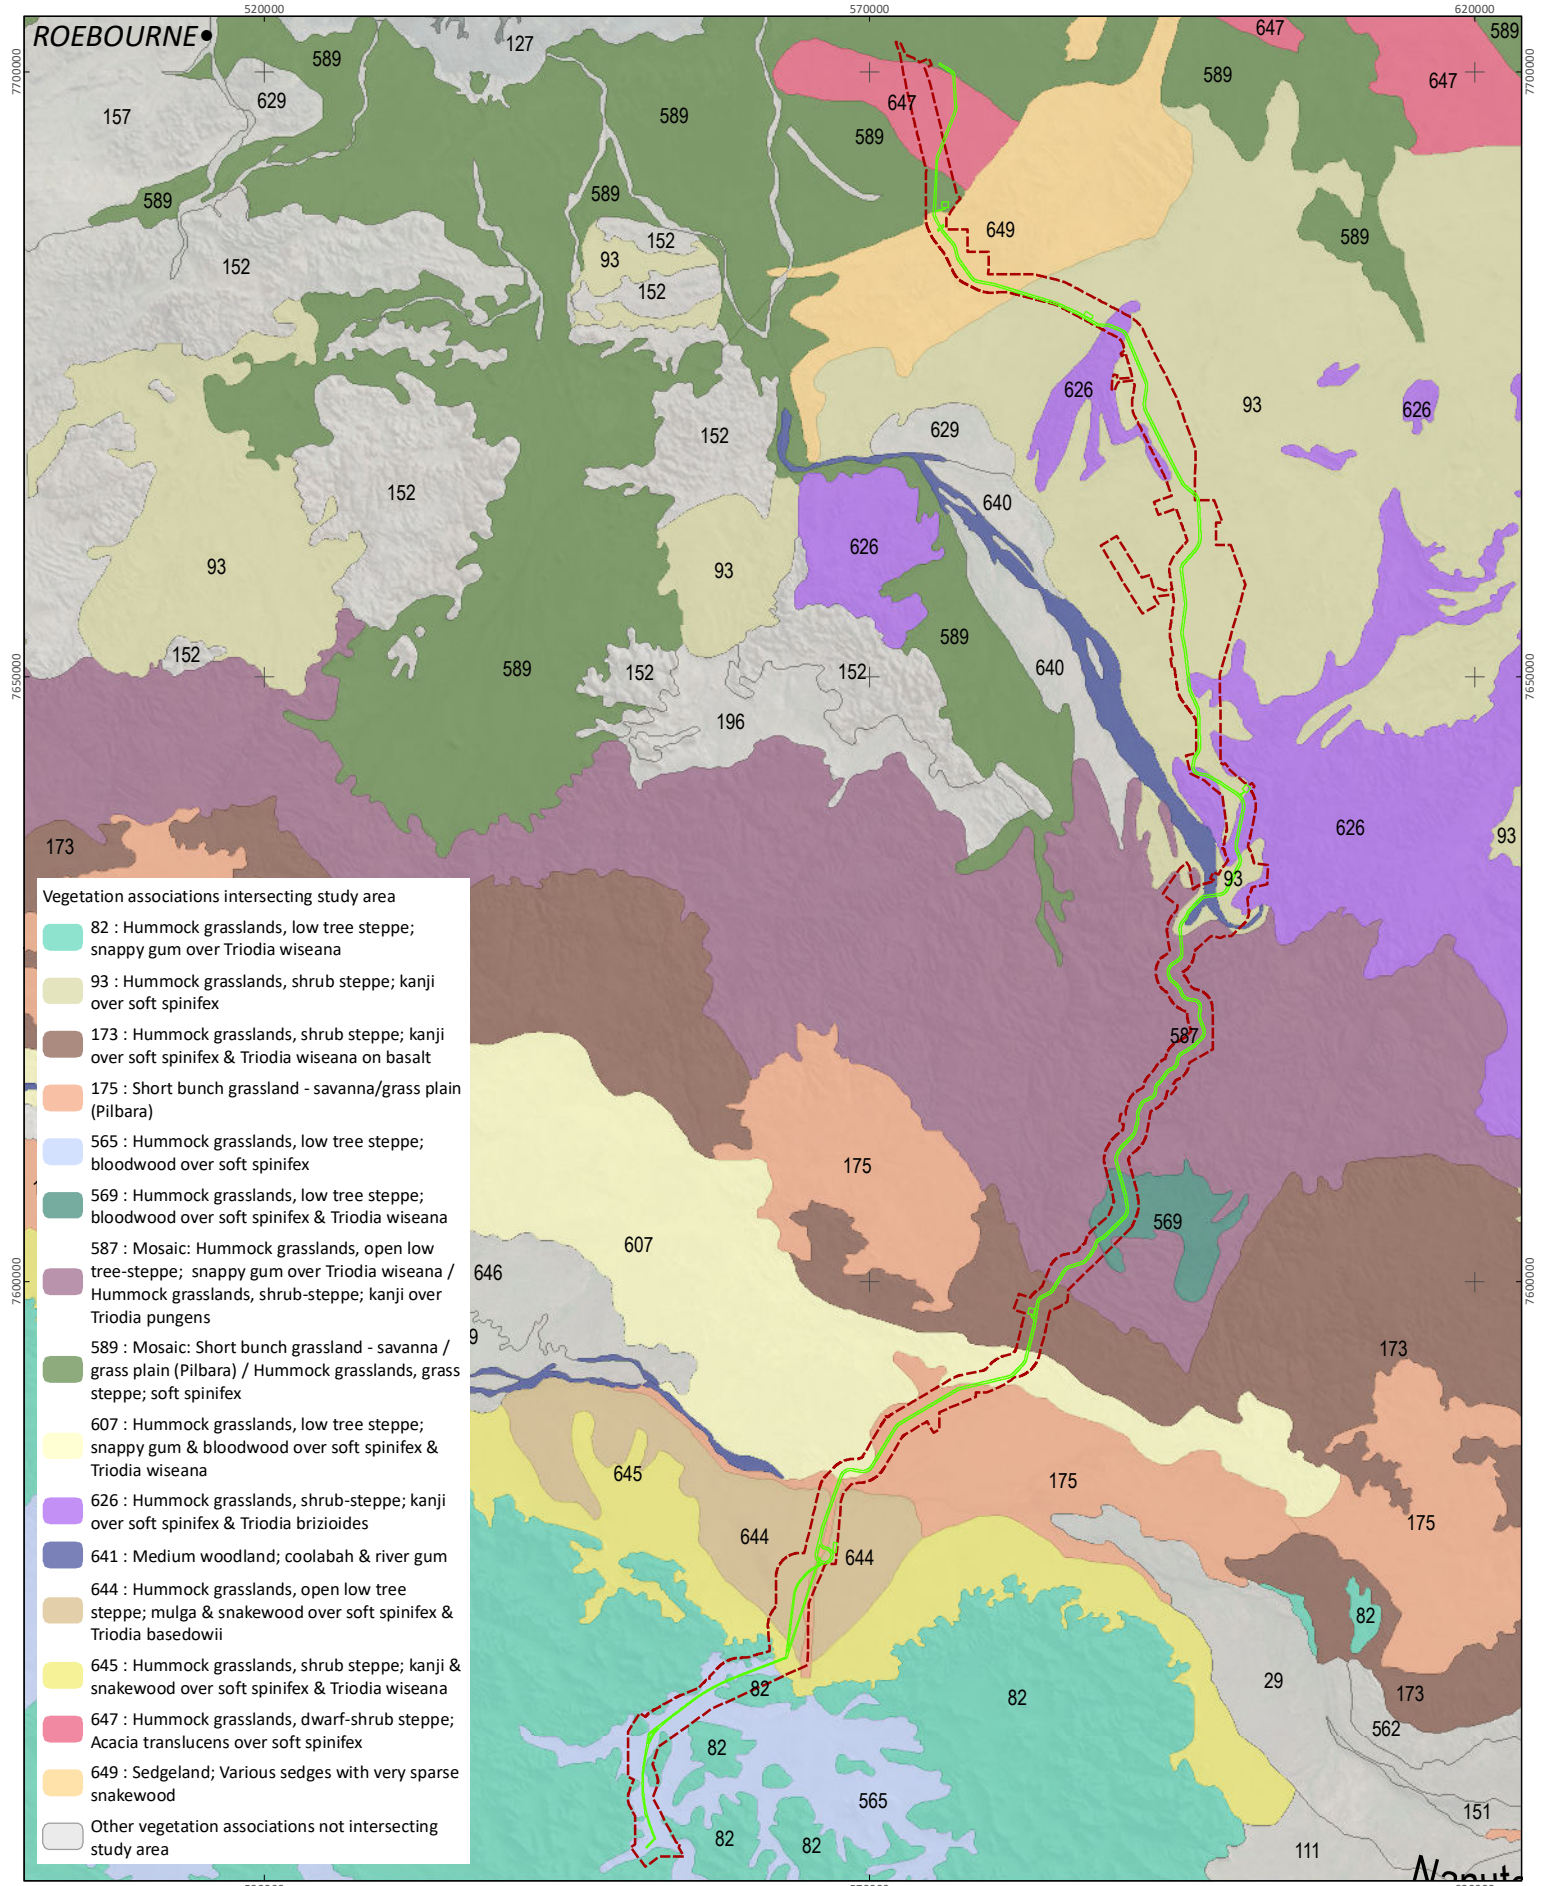 520000
570000
620000
ROEBOURNE
127
589
647
589
589
647
7700000
7700000
629
647
157
589
589
589
589
152
649
589
93
152
152
626
93
626
152
629
152
640
626
93
93
589
152
589
152
640
152
7650000
7650000
196
626
93
173
93
587
175
569
607
646
7600000
7600000
9
173
645
175
175
644
644
82
82
82
29
173
562
82
565
151
82
82
111
Vegetation associations intersecting study area
82 : Hummock grasslands, low tree steppe;
snappy gum over Triodia wiseana
93 : Hummock grasslands, shrub steppe; kanji
over soft spinifex
173 : Hummock grasslands, shrub steppe; kanji
over soft spinifex & Triodia wiseana on basalt
175 : Short bunch grassland - savanna/grass plain
(Pilbara)
565 : Hummock grasslands, low tree steppe;
bloodwood over soft spinifex
569 : Hummock grasslands, low tree steppe;
bloodwood over soft spinifex & Triodia wiseana
587 : Mosaic: Hummock grasslands, open low
tree-steppe; snappy gum over Triodia wiseana /
Hummock grasslands, shrub-steppe; kanji over
Triodia pungens
589 : Mosaic: Short bunch grassland - savanna /
grass plain (Pilbara) / Hummock grasslands, grass
steppe; soft spinifex
607 : Hummock grasslands, low tree steppe;
snappy gum & bloodwood over soft spinifex &
Triodia wiseana
626 : Hummock grasslands, shrub-steppe; kanji
over soft spinifex & Triodia brizioides
641 : Medium woodland; coolabah & river gum
644 : Hummock grasslands, open low tree
steppe; mulga & snakewood over soft spinifex &
Triodia basedowii
645 : Hummock grasslands, shrub steppe; kanji &
snakewood over soft spinifex & Triodia wiseana
647 : Hummock grasslands, dwarf-shrub steppe;
Acacia translucens over soft spinifex
649 : Sedgeland; Various sedges with very sparse
snakewood
Other vegetation associations not intersecting
study area